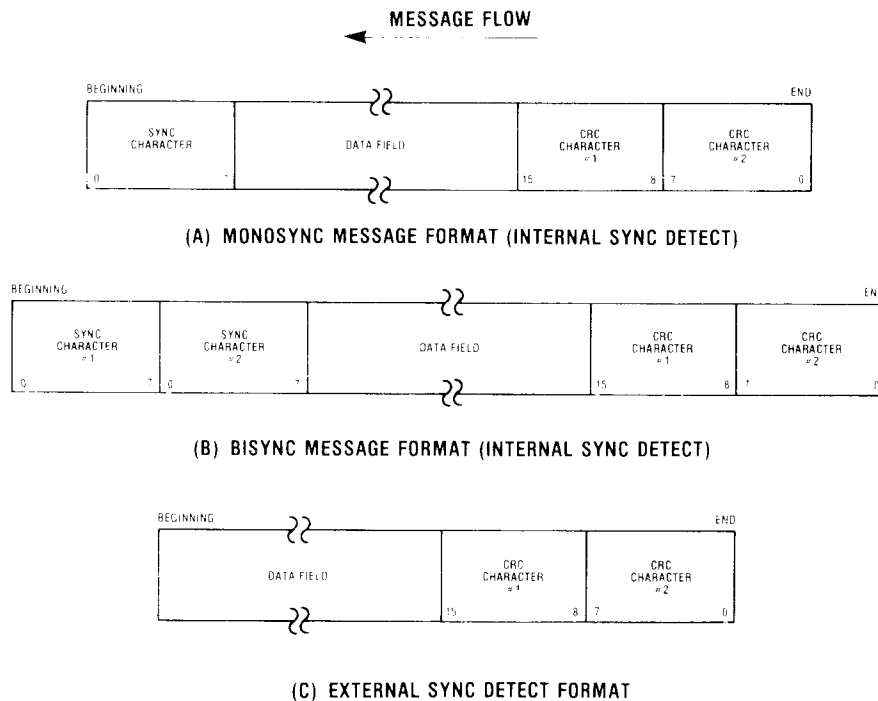 MESSAGE FLOW
BEGINNING END
SYNC CHARACTER
DATA FIELD
CRC CHARACTER #1
CRC CHARACTER #2
0 7 15 8 7 0
(A) MONOSYNC MESSAGE FORMAT (INTERNAL SYNC DETECT)
BEGINNING
SYNC CHARACTER #1
SYNC CHARACTER #2
DATA FIELD
CRC CHARACTER #1
CRC CHARACTER #2
0 7 0 7 15 8 7
(B) BISYNC MESSAGE FORMAT (INTERNAL SYNC DETECT)
BEGINNING END
DATA FIELD
CRC CHARACTER #1
CRC CHARACTER #2
15 8 7 0
(C) EXTERNAL SYNC DETECT FORMAT